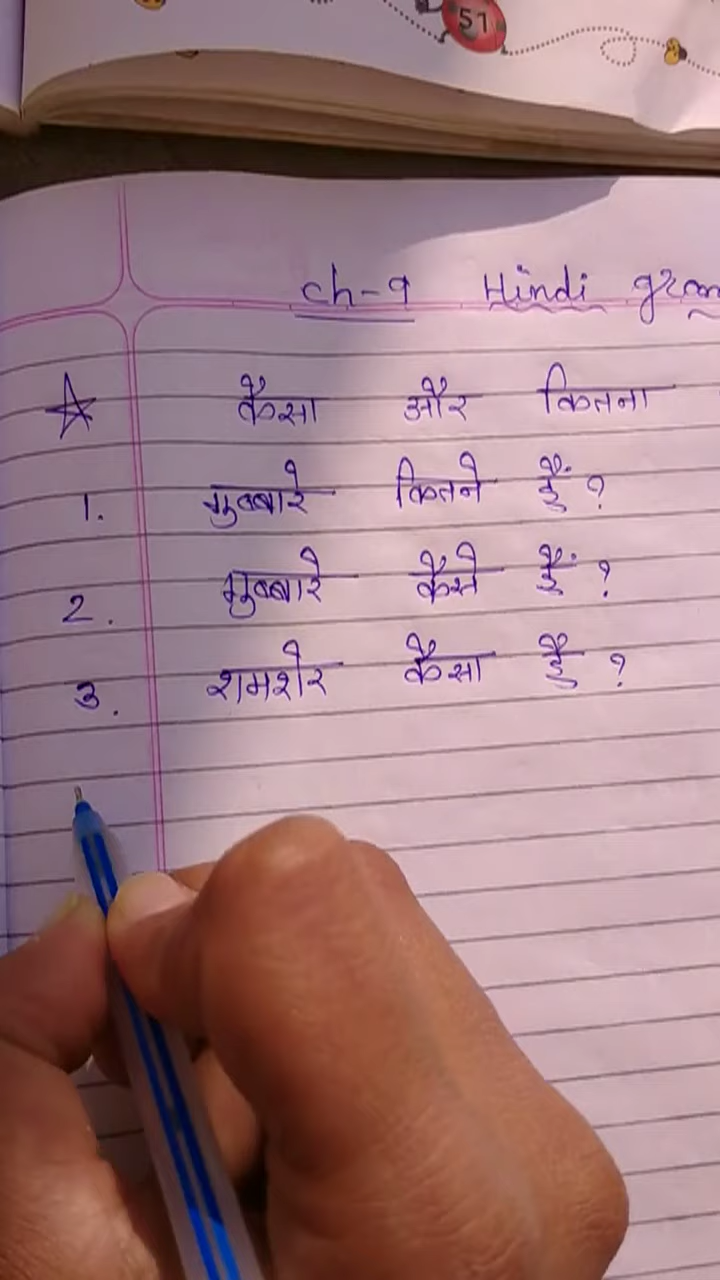 51
Ch-9 Hindi gram
कैसा और कितना
1. गुब्बारे कितने हैं ?
2. गुब्बारे कैसे हैं ?
3. शमशेर कैसा है ?